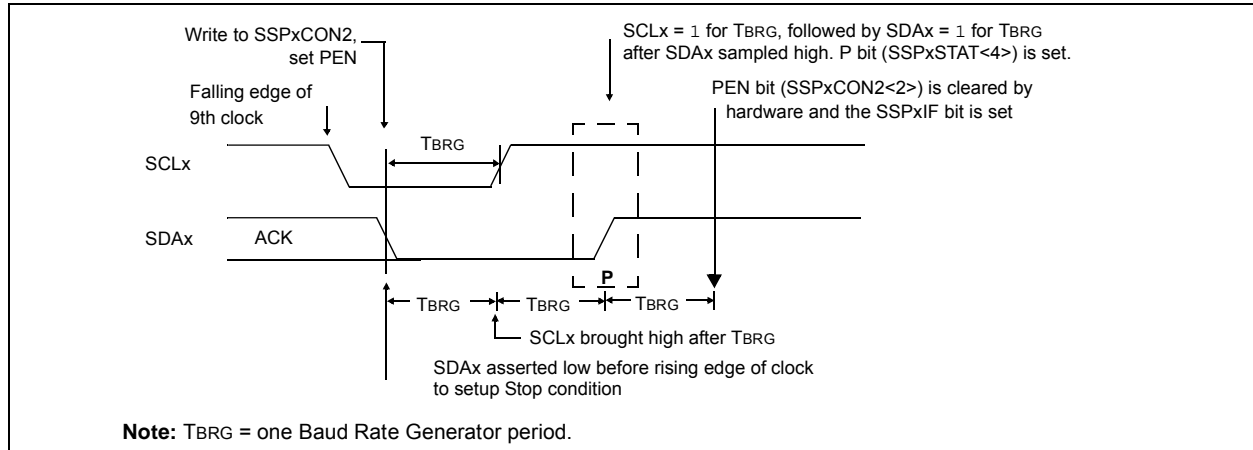 Write to SSPxCON2,
set PEN
SCLx = 1 for TBRG, followed by SDAx = 1 for TBRG
after SDAx sampled high. P bit (SSPxSTAT<4>) is set.
Falling edge of
9th clock
PEN bit (SSPxCON2<2>) is cleared by
hardware and the SSPxIF bit is set
TBRG
SCLx
SDAx
ACK
P
TBRG
TBRG
TBRG
SCLx brought high after TBRG
SDAx asserted low before rising edge of clock
to setup Stop condition
Note: TBRG = one Baud Rate Generator period.